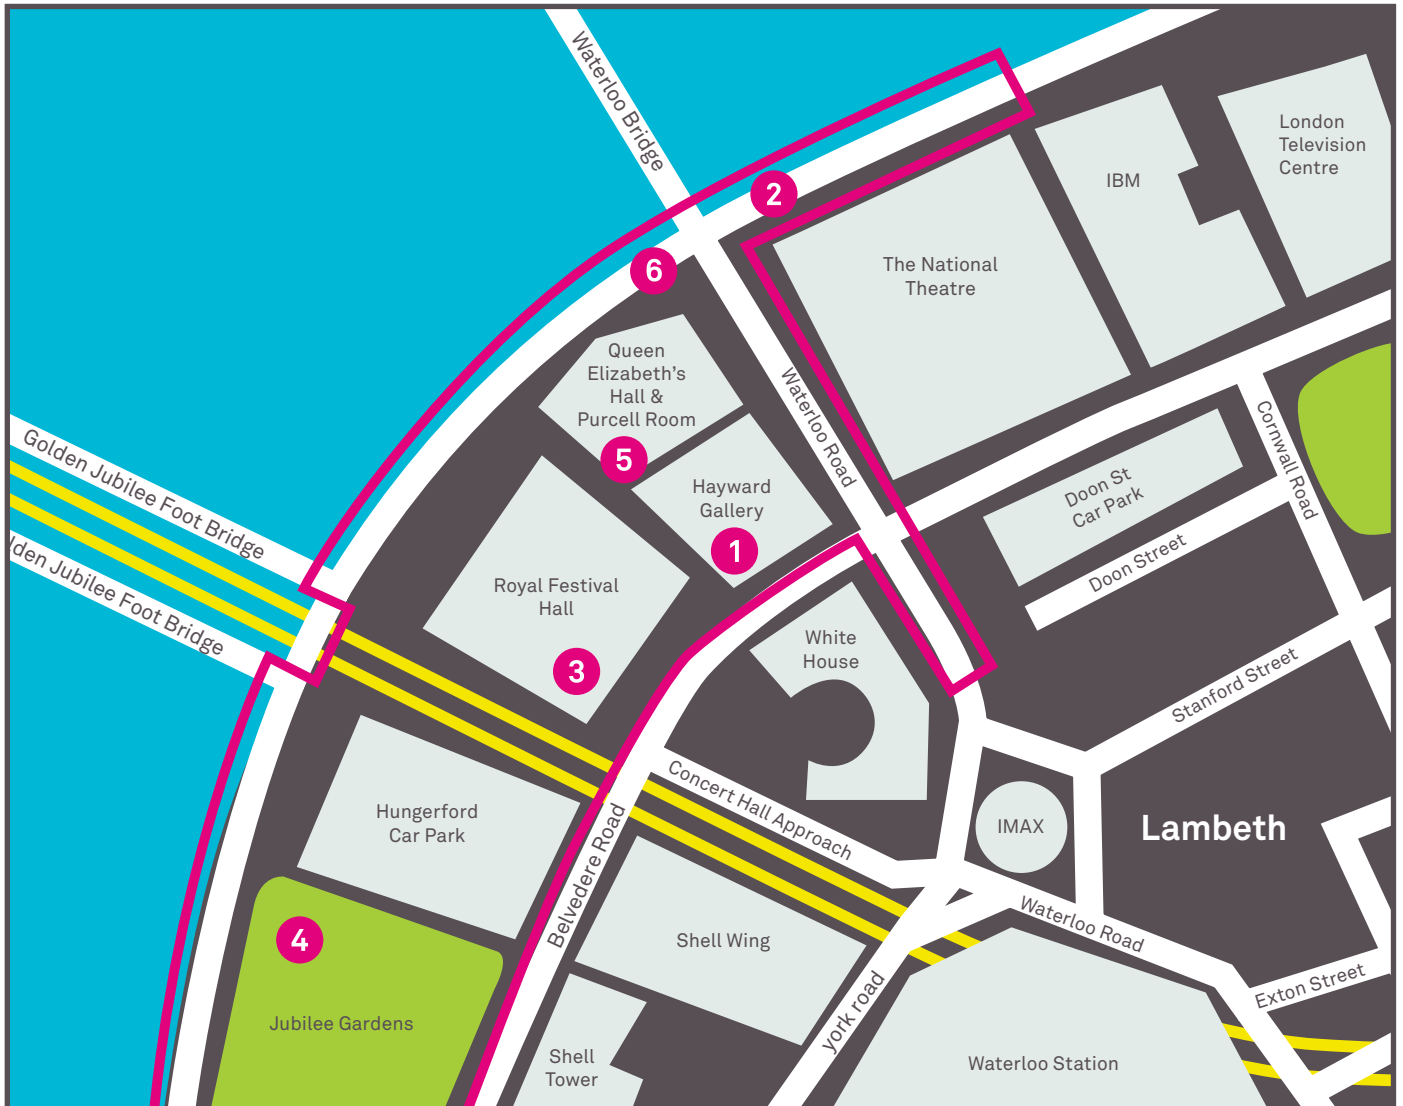 Waterloo Bridge
2
London
Television
Centre
IBM
6
The National
Theatre
Queen
Elizabeth's
Hall &
Purcell Room
5
Waterloo Road
Cornwall Road
Golden Jubilee Foot Bridge
lden Jubilee Foot Bridge
Hayward
Gallery
1
Doon St
Car Park
Doon Street
Royal Festival
Hall
3
White
House
Stanford Street
Concert Hall Approach
Hungerford
Car Park
IMAX
Lambeth
Belvedere Road
4
Shell Wing
Waterloo Road
Exton Street
york road
Jubilee Gardens
Shell
Tower
Waterloo Station